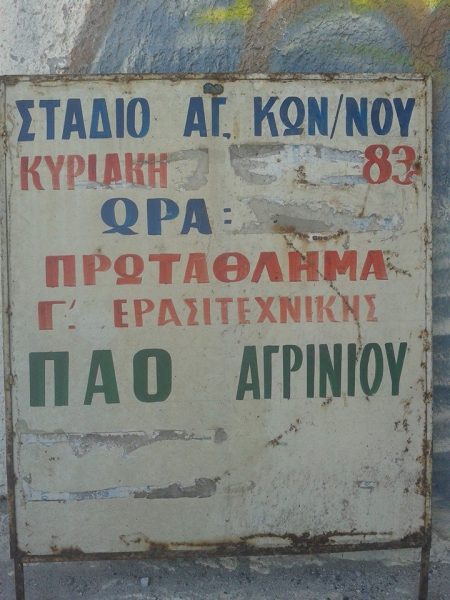 ΣΤΑΔΙΟ ΑΓ. ΚΩΝ/ΝΟΥ
ΚΥΡΙΑΚΗ 83
ΩΡΑ:
ΠΡΩΤΑΘΛΗΜΑ
Γ'. ΕΡΑΣΙΤΕΧΝΙΚΗΣ
ΠΑΟ ΑΓΡΙΝΙΟΥ